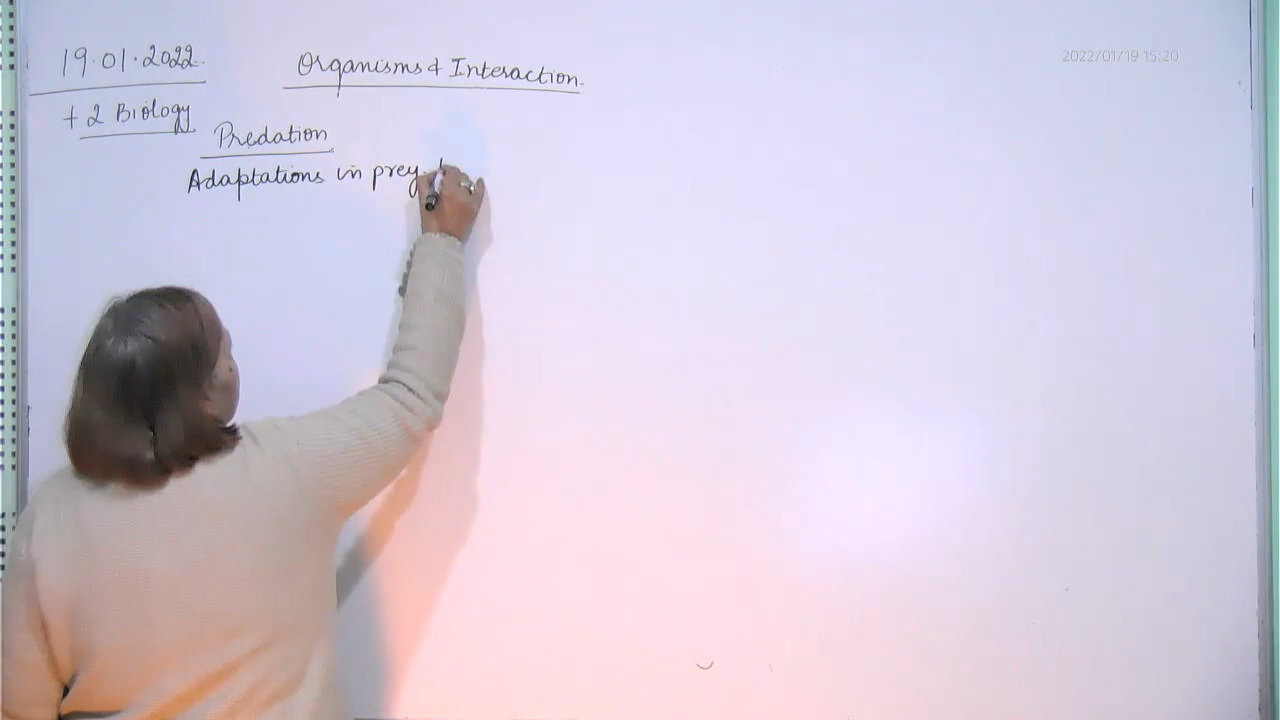 19.01.2022.
Organisms & Interaction.
2022/01/19 15:20
+ 2 Biology
Predation
Adaptations in prey